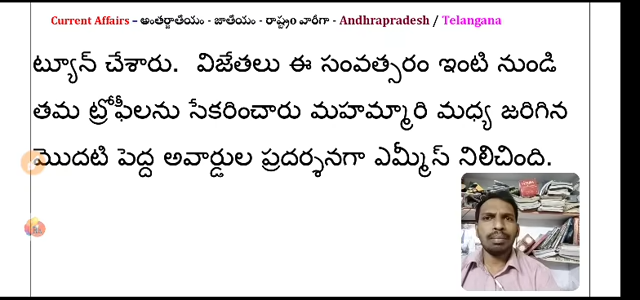 Current Affairs – అంతర్జాతీయం - జాతీయం - రాష్ట్రం వారీగా - Andhrapradesh / Telangana
ట్యూన్ చేశారు. విజేతలు ఈ సంవత్సరం ఇంటి నుండి
తమ ట్రోఫీలను సేకరించారు మహమ్మారి మధ్య జరిగిన
మొదటి పెద్ద అవార్డుల ప్రదర్శనగా ఎమ్మీస్ నిలిచింది.